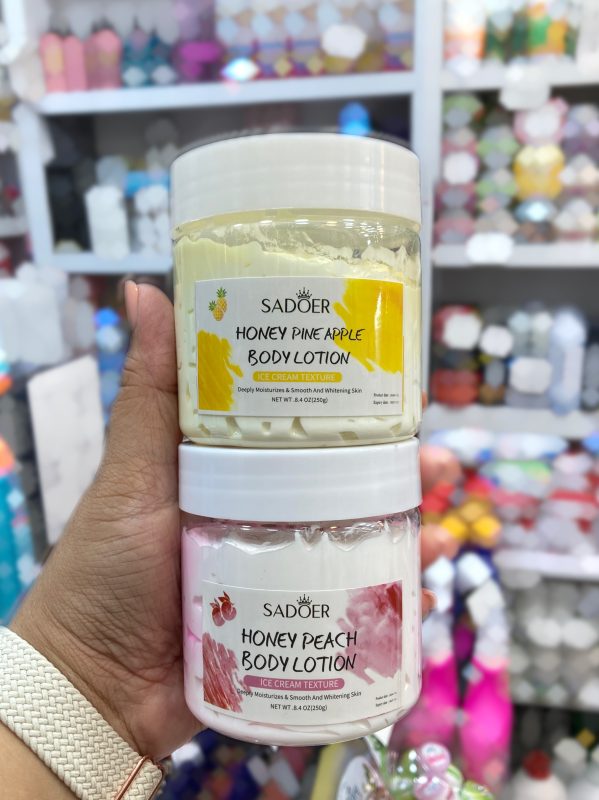 SADOER
HONEY PINE APPLE
BODY LOTION
ICE CREAM TEXTURE
Deeply Moisturizes & Smooth And Whitening Skin
NET WT .8.4 OZ(250g)
SADOER
HONEY PEACH
BODY LOTION
ICE CREAM TEXTURE
Deeply Moisturizes & Smooth And Whitening Skin
NET WT .8.4 OZ(250g)